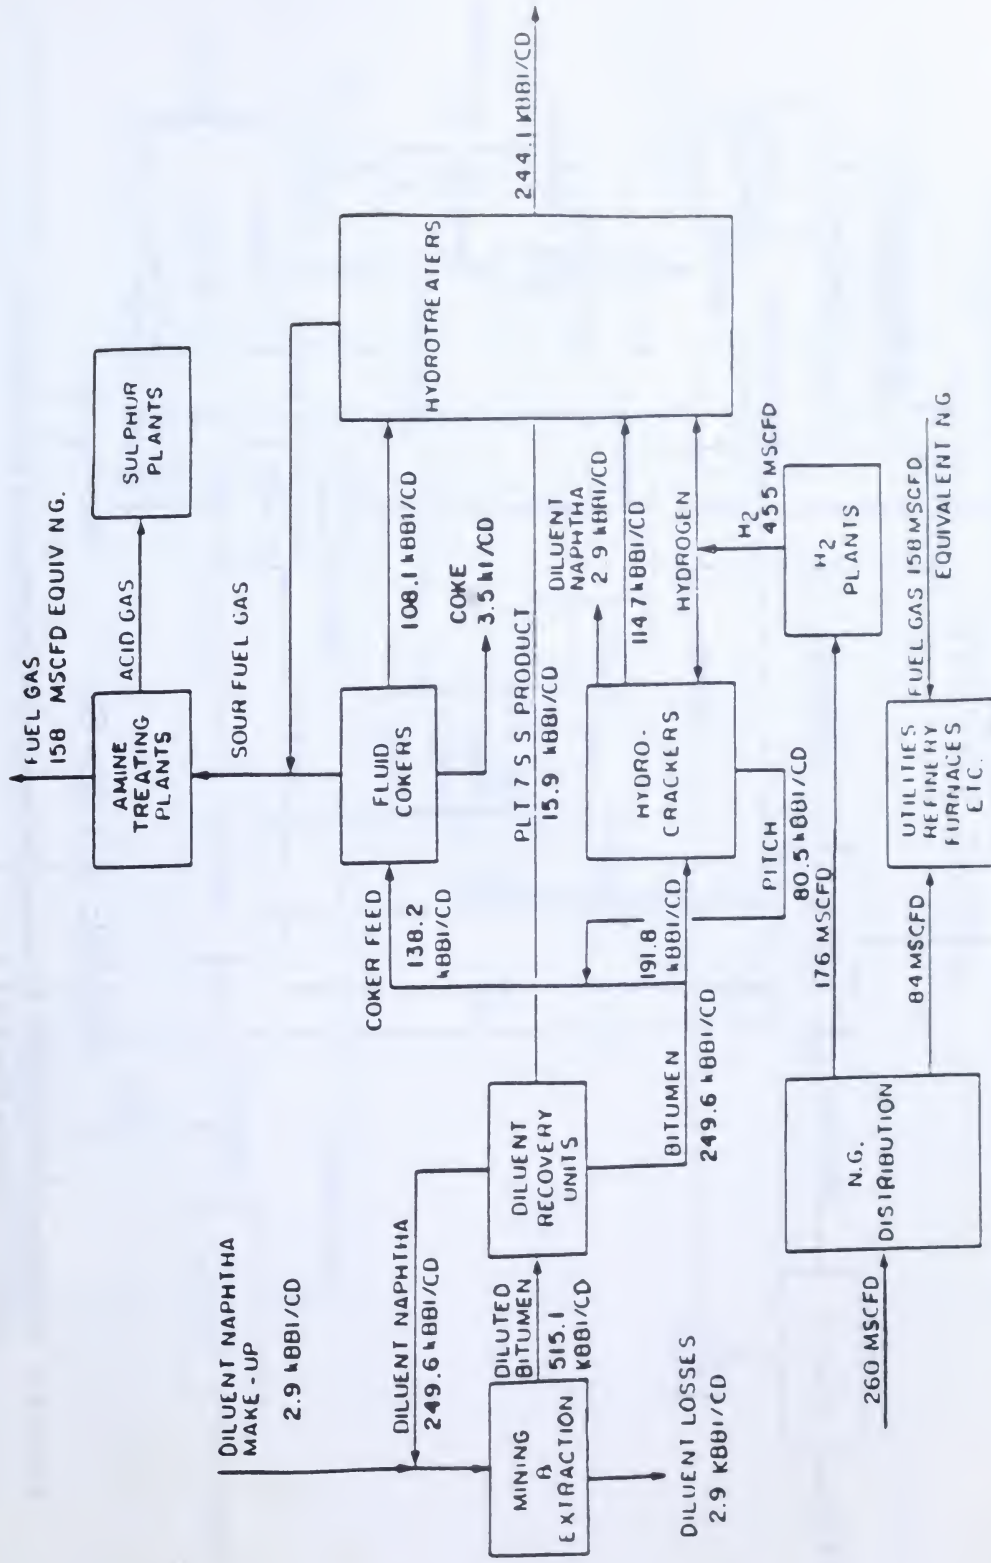 FUEL GAS
158 MSCFD EQUIV NG.
AMINE
TREATING
PLANTS
ACID GAS
SULPHUR
PLANTS
SOUR FUEL GAS
DILUENT NAPHTHA
MAKE-UP
2.9 kBBl/CD
DILUENT NAPHTHA
249.6 kBBl/CD
MINING
&
EXTRACTION
DILUENT LOSSES
2.9 KBBl/CD
DILUTED
BITUMEN
515.1
KBBl/CD
DILUENT
RECOVERY
UNITS
BITUMEN
249.6 kBBl/CD
COKER FEED
138.2
kBBl/CD
FLUID
COKERS
108.1 kBBl/CD
COKE
3.5 kl/CD
PLT 7 S S PRODUCT
15.9 kBBl/CD
191.8
kBBl/CD
HYDRO-
CRACKERS
PITCH
80.5 kBBl/CD
DILUENT
NAPHTHA
2.9 kBBl/CD
114.7 kBBl/CD
HYDROGEN
HYDROTREATERS
244.1 kBBl/CD
H2
455 MSCFD
H2
PLANTS
260 MSCFD
N.G.
DISTRIBUTION
176 MSCFD
84 MSCFD
UTILITIES
REFINERY
FURNACES
ETC.
FUEL GAS 158 MSCFD
EQUIVALENT NG